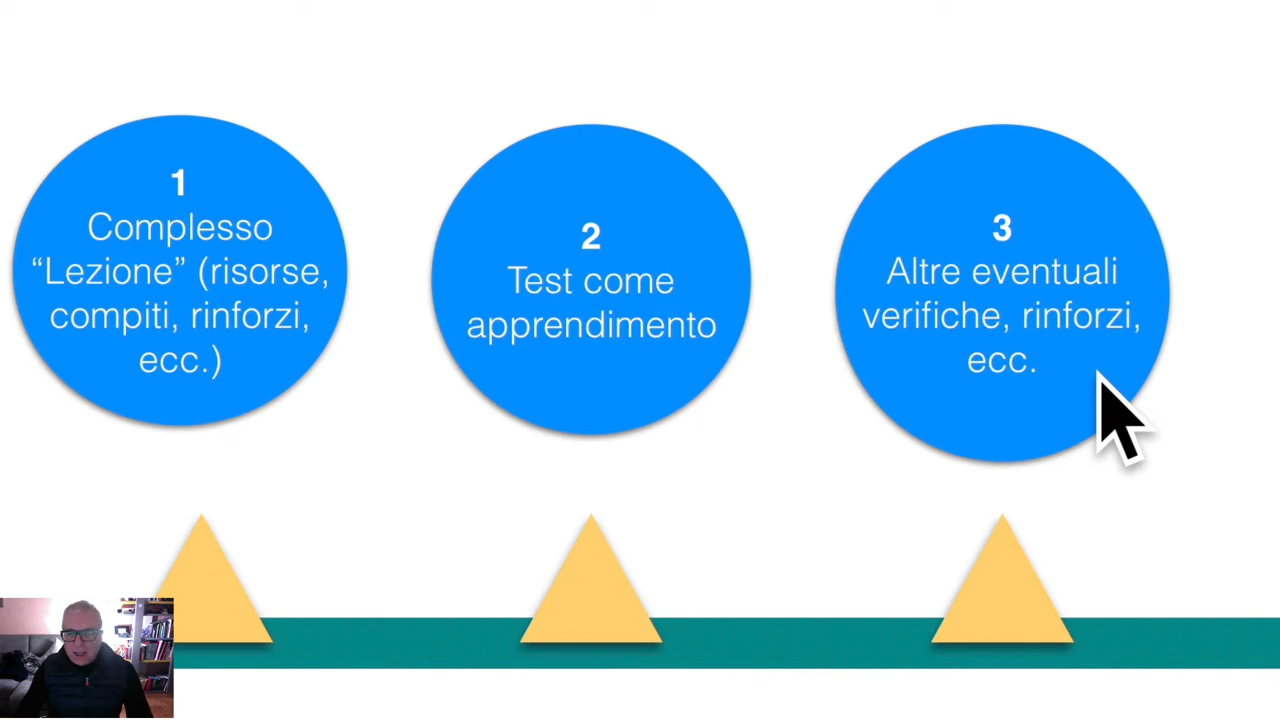 1
Complesso
“Lezione” (risorse,
compiti, rinforzi,
ecc.)
2
Test come
apprendimento
3
Altre eventuali
verifiche, rinforzi,
ecc.